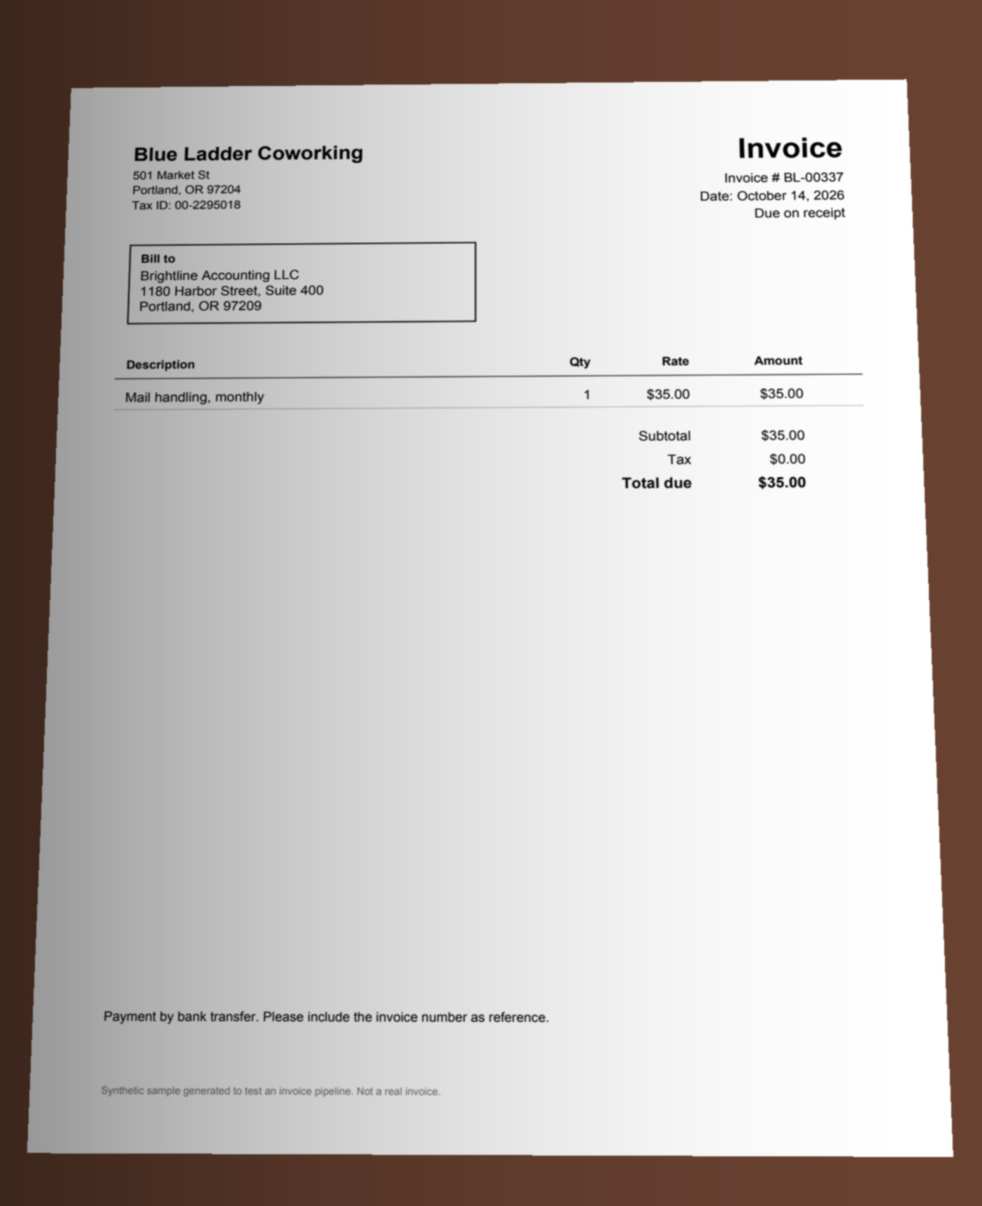 Blue Ladder Coworking
501 Market St
Portland, OR 97204
Tax ID: 00-2295018
Invoice
Invoice # BL-00337
Date: October 14, 2026
Due on receipt
Bill to
Brightline Accounting LLC
1180 Harbor Street, Suite 400
Portland, OR 97209
Description Qty Rate Amount
Mail handling, monthly 1 $35.00 $35.00
Subtotal $35.00
Tax $0.00
Total due $35.00
Payment by bank transfer. Please include the invoice number as reference.
Synthetic sample generated to test an invoice pipeline. Not a real invoice.